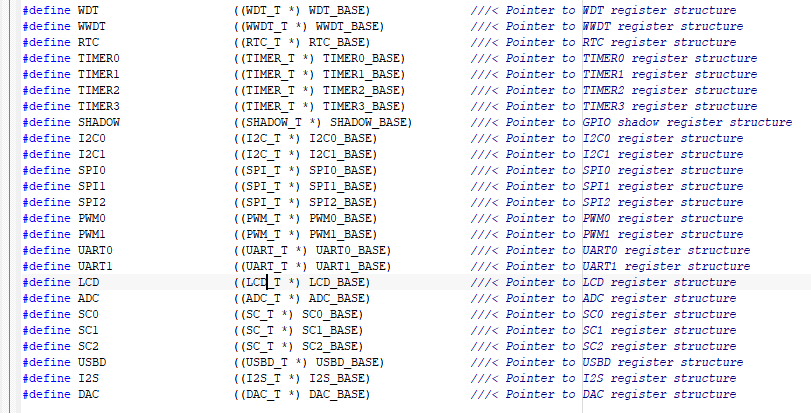 #define WDT ((WDT_T *) WDT_BASE) ///< Pointer to WDT register structure
#define WWDT ((WWDT_T *) WWDT_BASE) ///< Pointer to WWDT register structure
#define RTC ((RTC_T *) RTC_BASE) ///< Pointer to RTC register structure
#define TIMER0 ((TIMER_T *) TIMER0_BASE) ///< Pointer to TIMER0 register structure
#define TIMER1 ((TIMER_T *) TIMER1_BASE) ///< Pointer to TIMER1 register structure
#define TIMER2 ((TIMER_T *) TIMER2_BASE) ///< Pointer to TIMER2 register structure
#define TIMER3 ((TIMER_T *) TIMER3_BASE) ///< Pointer to TIMER3 register structure
#define SHADOW ((SHADOW_T *) SHADOW_BASE) ///< Pointer to GPIO shadow register structure
#define I2C0 ((I2C_T *) I2C0_BASE) ///< Pointer to I2C0 register structure
#define I2C1 ((I2C_T *) I2C1_BASE) ///< Pointer to I2C1 register structure
#define SPI0 ((SPI_T *) SPI0_BASE) ///< Pointer to SPI0 register structure
#define SPI1 ((SPI_T *) SPI1_BASE) ///< Pointer to SPI1 register structure
#define SPI2 ((SPI_T *) SPI2_BASE) ///< Pointer to SPI2 register structure
#define PWM0 ((PWM_T *) PWM0_BASE) ///< Pointer to PWM0 register structure
#define PWM1 ((PWM_T *) PWM1_BASE) ///< Pointer to PWM1 register structure
#define UART0 ((UART_T *) UART0_BASE) ///< Pointer to UART0 register structure
#define UART1 ((UART_T *) UART1_BASE) ///< Pointer to UART1 register structure
#define LCD ((LCD_T *) LCD_BASE) ///< Pointer to LCD register structure
#define ADC ((ADC_T *) ADC_BASE) ///< Pointer to ADC register structure
#define SC0 ((SC_T *) SC0_BASE) ///< Pointer to SC0 register structure
#define SC1 ((SC_T *) SC1_BASE) ///< Pointer to SC1 register structure
#define SC2 ((SC_T *) SC2_BASE) ///< Pointer to SC2 register structure
#define USBD ((USBD_T *) USBD_BASE) ///< Pointer to USBD register structure
#define I2S ((I2S_T *) I2S_BASE) ///< Pointer to I2S register structure
#define DAC ((DAC_T *) DAC_BASE) ///< Pointer to DAC register structure